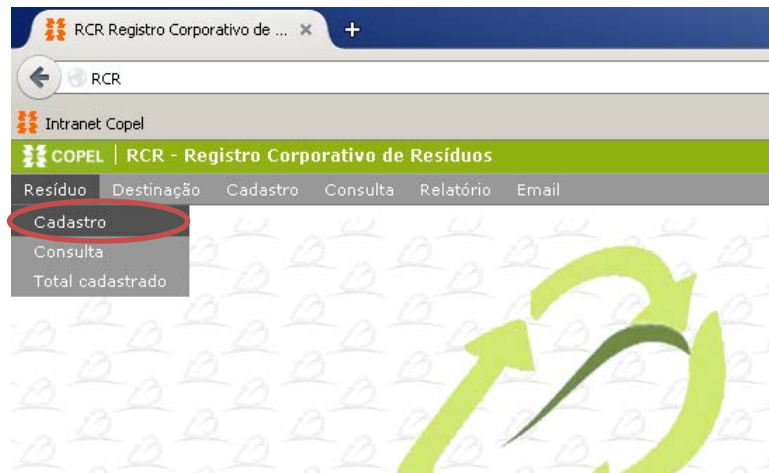 RCR Registro Corporativo de ...
RCR
Intranet Copel
COPEL | RCR - Registro Corporativo de Resíduos
Resíduo Destinação Cadastro Consulta Relatório Email
Cadastro
Consulta
Total cadastrado